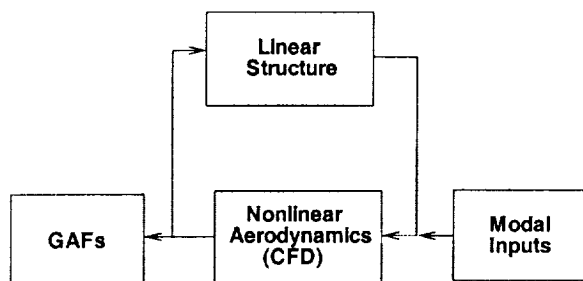 Linear
Structure
GAFs
Nonlinear
Aerodynamics
(CFD)
Modal
Inputs